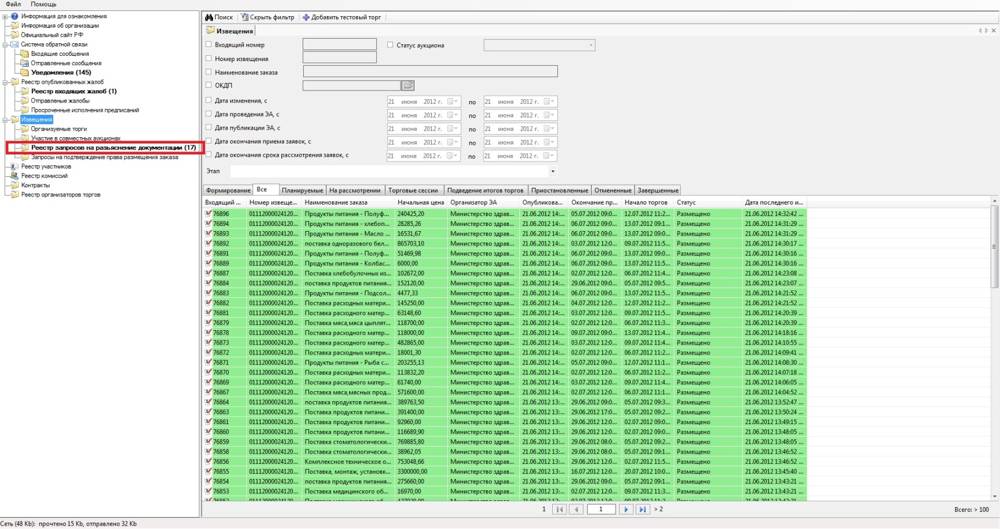 Файл Помощь
Информация для ознакомления
Информация об организации
Официальный сайт РФ
Система обратной связи
Входящие сообщения
Отправленные сообщения
Уведомления (145)
Реестр опубликованных жалоб
Реестр входящих жалоб (1)
Отправленые жалобы
Просроченные исполнения предписаний
Извещения
Организуемые торги
Участие в совместных аукционах
Реестр запросов на разьяснение документации (17)
Запросы на подтверждение права размещения заказа
Реестр участников
Реестр комиссий
Контракты
Реестр организаторов торгов
Поиск Скрыть фильтр Добавить тестовый торг
Извещения
Входящий номер Статус аукциона
Номер извещения
Наименование заказа
ОКДП
Дата изменения, с 21 июня 2012 г. по 21 июня 2012 г.
Дата проведения ЭА, с 21 июня 2012 г. по 21 июня 2012 г.
Дата публикации ЭА, с 21 июня 2012 г. по 21 июня 2012 г.
Дата окончания приема заявок, с 21 июня 2012 г. по 21 июня 2012 г.
Дата окончания срока рассмотрения заявок, с 21 июня 2012 г. по 21 июня 2012 г.
Этап
Формирование Все Планируемые На рассмотрении Торговые сессии Подведение итогов торгов Приостановленные Отмененные Завершенные
Входящий ... Номер извеще... Наименование заказа Начальная цена Организатор ЭА Опубликова... Окончание пр... Начало торгов Статус Дата последнего и...
76896 01112000024120... Продукты питания - Полуф... 240425,20 Министерство здрав... 21.06.2012 14:... 05.07.2012 09:0... 12.07.2012 11:2... Размещено 21.06.2012 14:32:42 ...
76894 01112000024120... Продукты питания - хлебоп... 28285,26 Министерство здрав... 21.06.2012 14:... 06.07.2012 09:0... 13.07.2012 09:1... Размещено 21.06.2012 14:31:29 ...
76893 01112000024120... Продукты питания - Масло ... 16531,67 Министерство здрав... 21.06.2012 14:... 06.07.2012 09:0... 13.07.2012 09:0... Размещено 21.06.2012 14:31:29 ...
76892 01112000024120... поставка одноразового бел... 865703,10 Министерство здрав... 21.06.2012 14:... 03.07.2012 12:0... 09.07.2012 11:5... Размещено 21.06.2012 14:30:17 ...
76891 01112000024120... Продукты питания - Полуф... 51469,98 Министерство здрав... 21.06.2012 14:... 06.07.2012 09:0... 13.07.2012 09:0... Размещено 21.06.2012 14:30:16 ...
76889 01112000024120... Продукты питания - Колбас... 6000,00 Министерство здрав... 21.06.2012 14:... 06.07.2012 09:0... 13.07.2012 11:5... Размещено 21.06.2012 14:30:16 ...
76887 01112000024120... Поставка хлебобулочных из... 102672,00 Министерство здрав... 21.06.2012 14:... 02.07.2012 12:0... 06.07.2012 11:4... Размещено 21.06.2012 14:23:08 ...
76884 01112000024120... поставка продуктов питания... 152120,00 Министерство здрав... 21.06.2012 14:... 29.06.2012 09:0... 05.07.2012 09:5... Размещено 21.06.2012 14:23:07 ...
76883 01112000024120... Продукты питания - Подсол... 4477,33 Министерство здрав... 21.06.2012 14:... 06.07.2012 09:0... 13.07.2012 11:5... Размещено 21.06.2012 14:21:52 ...
76882 01112000024120... Поставка расходных матери... 145250,00 Министерство здрав... 21.06.2012 14:... 04.07.2012 12:0... 12.07.2012 11:2... Размещено 21.06.2012 14:21:52 ...
76881 01112000024120... Поставка расходного матер... 63148,60 Министерство здрав... 21.06.2012 14:... 03.07.2012 12:0... 09.07.2012 11:5... Размещено 21.06.2012 14:20:39 ...
76879 01112000024120... Поставка мяса,мяса цыплят... 118700,00 Министерство здрав... 21.06.2012 14:... 02.07.2012 12:0... 06.07.2012 11:3... Размещено 21.06.2012 14:20:39 ...
76878 01112000024120... Поставка расходного матер... 118000,00 Министерство здрав... 21.06.2012 14:... 09.07.2012 09:0... 13.07.2012 11:4... Размещено 21.06.2012 14:18:16 ...
76873 01112000024120... Поставка расходного матер... 482865,00 Министерство здрав... 21.06.2012 14:... 03.07.2012 12:0... 09.07.2012 11:4... Размещено 21.06.2012 14:10:55 ...
76872 01112000024120... Поставка расходных матери... 18001,30 Министерство здрав... 21.06.2012 14:... 02.07.2012 12:0... 06.07.2012 11:2... Размещено 21.06.2012 14:09:41 ...
76871 01112000024120... Продукты питания - Рыба с... 203255,13 Министерство здрав... 21.06.2012 14:... 05.07.2012 09:0... 12.07.2012 11:1... Размещено 21.06.2012 14:08:30 ...
76870 01112000024120... Поставка расходных матери... 113832,20 Министерство здрав... 21.06.2012 14:... 02.07.2012 12:0... 06.07.2012 11:2... Размещено 21.06.2012 14:07:18 ...
76869 01112000024120... Поставка расходного матер... 61740,00 Министерство здрав... 21.06.2012 14:... 03.07.2012 12:0... 09.07.2012 11:4... Размещено 21.06.2012 14:06:05 ...
76867 01112000024120... Поставка мяса,мясных прод... 571600,00 Министерство здрав... 21.06.2012 14:... 02.07.2012 12:0... 06.07.2012 11:1... Размещено 21.06.2012 14:04:52 ...
76864 01112000024120... поставка продуктов питания... 389763,50 Министерство здрав... 21.06.2012 13:... 29.06.2012 09:0... 05.07.2012 09:3... Размещено 21.06.2012 13:52:47 ...
76863 01112000024120... Поставка продуктов питани... 391400,00 Министерство здрав... 21.06.2012 13:... 29.06.2012 17:0... 05.07.2012 09:2... Размещено 21.06.2012 13:50:24 ...
76861 01112000024120... Поставка продуктов питани... 92960,00 Министерство здрав... 21.06.2012 13:... 29.06.2012 12:0... 02.07.2012 09:0... Размещено 21.06.2012 13:49:15 ...
76860 01112000024120... Поставка продуктов питани... 116689,90 Министерство здрав... 21.06.2012 13:... 29.06.2012 12:0... 02.07.2012 09:0... Размещено 21.06.2012 13:48:05 ...
76859 01112000024120... Поставка стоматологически... 769885,80 Министерство здрав... 21.06.2012 13:... 29.06.2012 08:0... 05.07.2012 09:2... Размещено 21.06.2012 13:48:05 ...
76858 01112000024120... Поставка стоматологически... 38962,05 Министерство здрав... 21.06.2012 13:... 29.06.2012 08:0... 05.07.2012 09:1... Размещено 21.06.2012 13:46:52 ...
76856 01112000024120... Комплексное техническое о... 753048,66 Министерство здрав... 21.06.2012 13:... 29.06.2012 12:0... 02.07.2012 11:5... Размещено 21.06.2012 13:46:52 ...
76855 01112000024120... Поставка, монтаж, установк... 3300000,00 Министерство здрав... 21.06.2012 13:... 16.07.2012 12:0... 20.07.2012 10:0... Размещено 21.06.2012 13:45:40 ...
76854 01112000024120... поставка продуктов питания... 275660,00 Министерство здрав... 21.06.2012 13:... 29.06.2012 09:0... 05.07.2012 09:1... Размещено 21.06.2012 13:43:21 ...
76853 01112000024120... Поставка медицинского об... 16970,00 Министерство здрав... 21.06.2012 13:... 02.07.2012 12:0... 09.07.2012 11:3... Размещено 21.06.2012 13:43:21 ...
1 1 > 2 Всего: > 100
Сеть (48 Kb): прочтено 15 Kb, отправлено 32 Kb